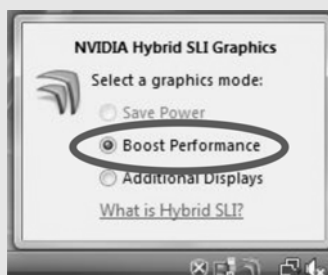 NVIDIA Hybrid SLI Graphics
Select a graphics mode:
Save Power
Boost Performance
Additional Displays
What is Hybrid SLI?